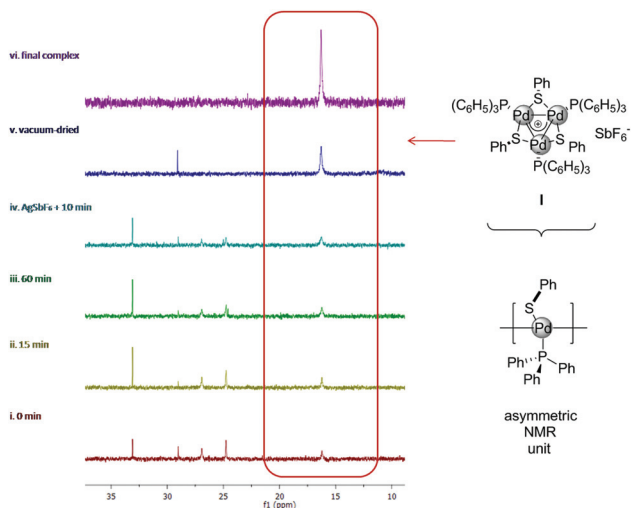 vi. final complex
v. vacuum-dried
iv. AgSbF₆ + 10 min
iii. 60 min
ii. 15 min
i. 0 min
35 30 25 20 15 10
f1 (ppm)
Ph
S
(C₆H₅)₃P P(C₆H₅)₃
Pd Pd
+
SbF₆⁻
S Pd S
Ph Ph
P(C₆H₅)₃
I
Ph
S
Pd
Ph P Ph
Ph
asymmetric
NMR
unit